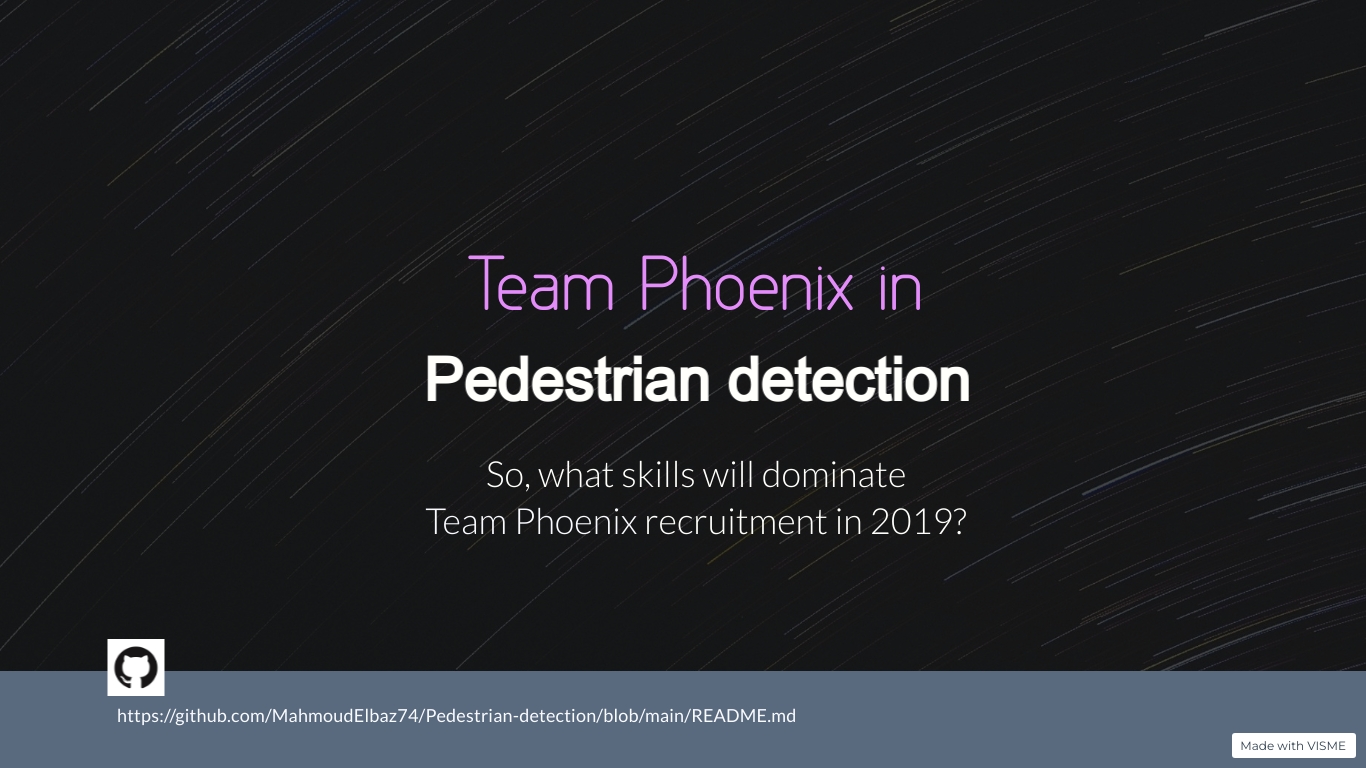 Team Phoenix in
Pedestrian detection
So, what skills will dominate
Team Phoenix recruitment in 2019?
https://github.com/MahmoudElbaz74/Pedestrian-detection/blob/main/README.md
Made with VISME